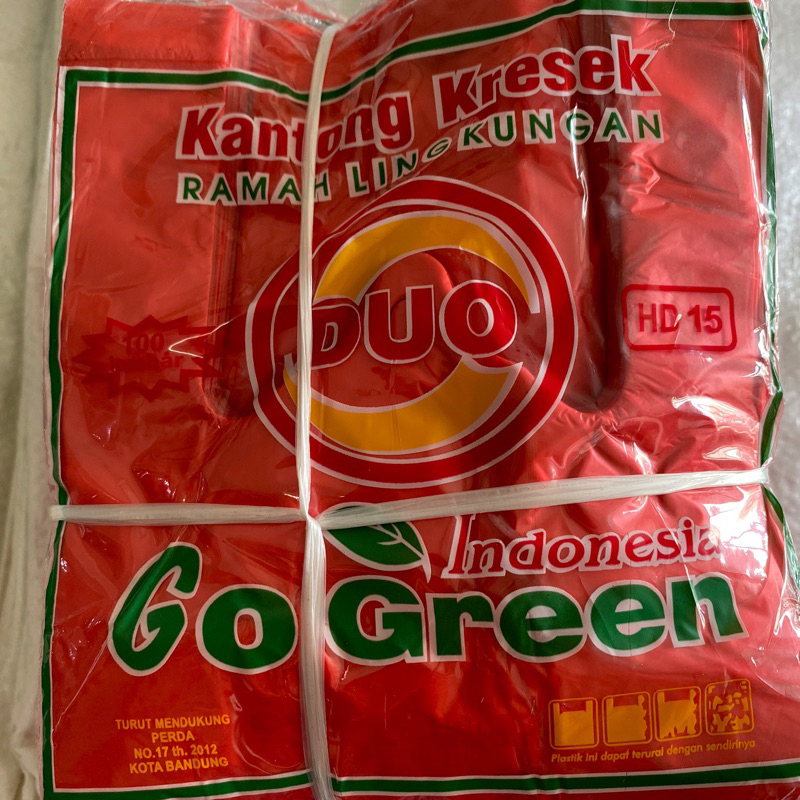 Kantong Kresek
RAMAH LINGKUNGAN
DUO
HD 15
100
Indonesia
Go Green
TURUT MENDUKUNG
PERDA
NO.17 th. 2012
KOTA BANDUNG
Plastik ini dapat terurai dengan sendirinya